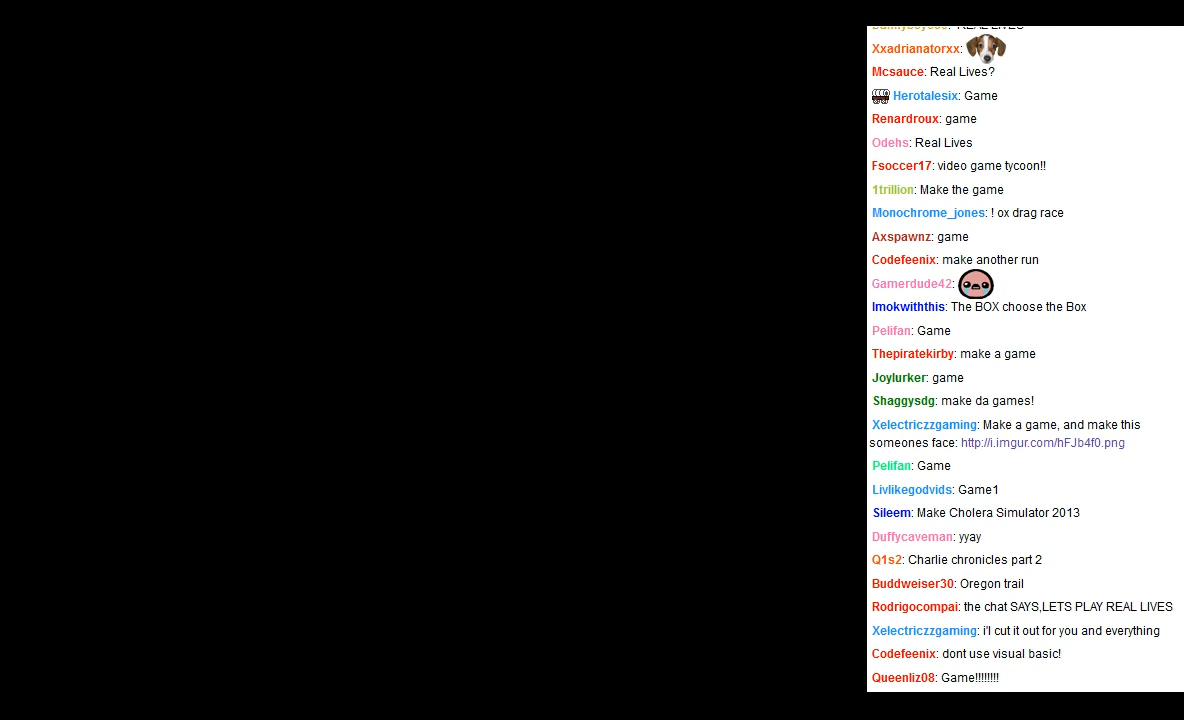 REAL LIVES
Xxadrianatorxx:
Mcsauce: Real Lives?
Herotalesix: Game
Renardroux: game
Odehs: Real Lives
Fsoccer17: video game tycoon!!
1trillion: Make the game
Monochrome_jones: ! ox drag race
Axspawnz: game
Codefeenix: make another run
Gamerdude42:
Imokwiththis: The BOX choose the Box
Pelifan: Game
Thepiratekirby: make a game
Joylurker: game
Shaggysdg: make da games!
Xelectriczzgaming: Make a game, and make this
someones face: http://i.imgur.com/hFJb4f0.png
Pelifan: Game
Livlikegodvids: Game1
Sileem: Make Cholera Simulator 2013
Duffycaveman: yyay
Q1s2: Charlie chronicles part 2
Buddweiser30: Oregon trail
Rodrigocompai: the chat SAYS,LETS PLAY REAL LIVES
Xelectriczzgaming: i'l cut it out for you and everything
Codefeenix: dont use visual basic!
Queenliz08: Game!!!!!!!!